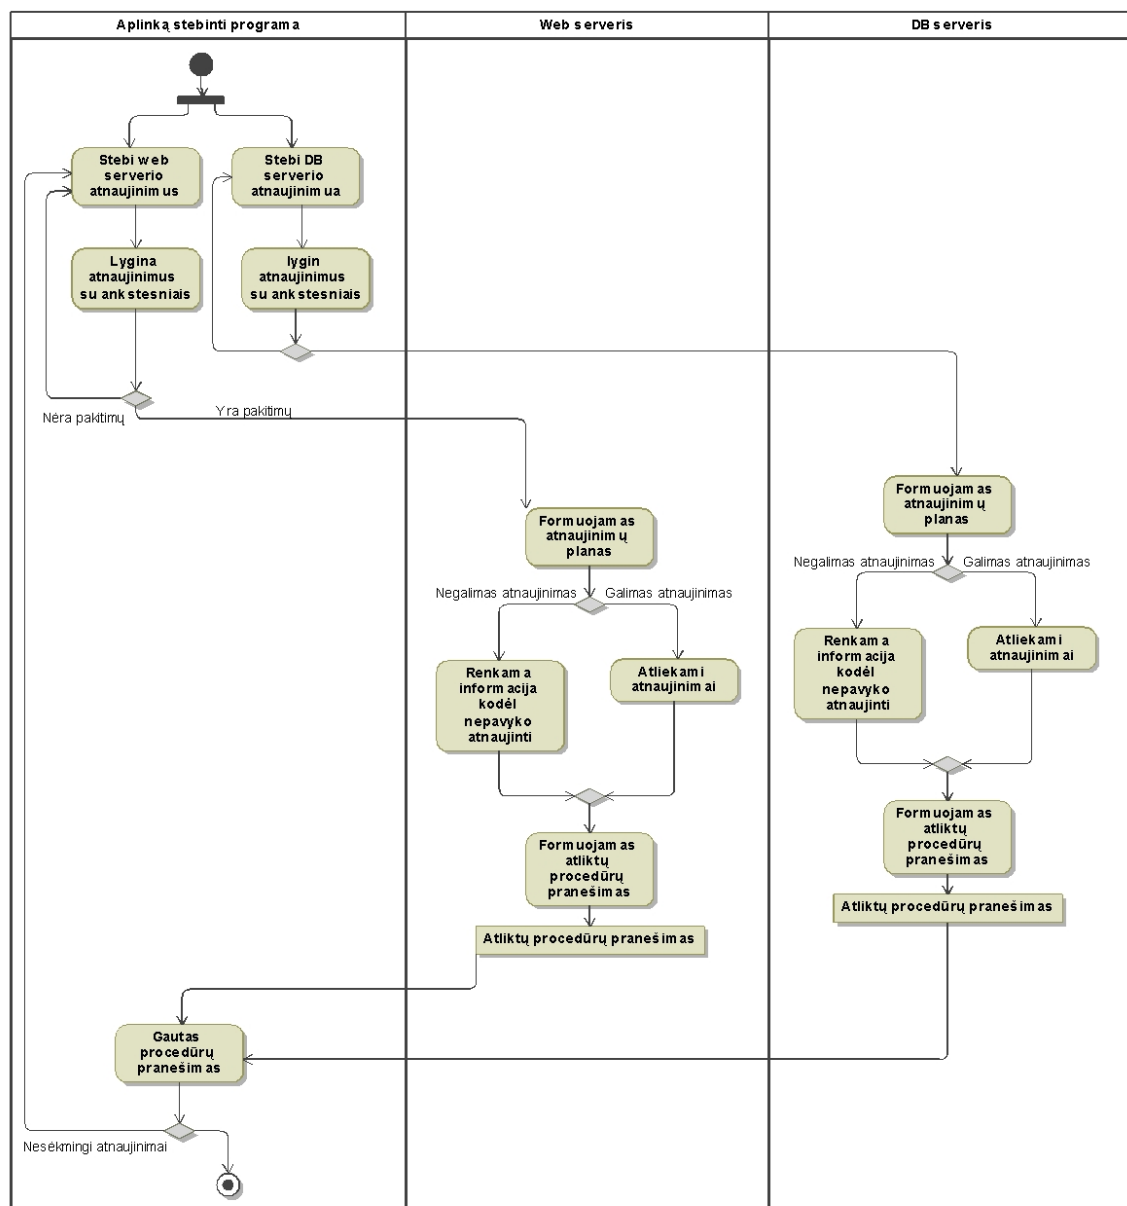 Aplinką stebinti programa
Web serveris
DB serveris
Stebi web
serverio
atnaujinimus
Stebi DB
serverio
atnaujinimua
Lygina
atnaujinimus
su ankstesniais
lygin
atnaujinimus
su ankstesniais
Nėra pakitimų
Yra pakitimų
Formuojamas
atnaujinimų
planas
Negalimas atnaujinimas
Galimas atnaujinimas
Renkama
informacija
kodėl
nepavyko
atnaujinti
Atliekami
atnaujinimai
Formuojamas
atliktų
procedūrų
pranešimas
Atliktų procedūrų pranešimas
Formuojamas
atnaujinimų
planas
Negalimas atnaujinimas
Galimas atnaujinimas
Renkama
informacija
kodėl
nepavyko
atnaujinti
Atliekami
atnaujinimai
Formuojamas
atliktų
procedūrų
pranešimas
Atliktų procedūrų pranešimas
Gautas
procedūrų
pranešimas
Nesėkmingi atnaujinimai